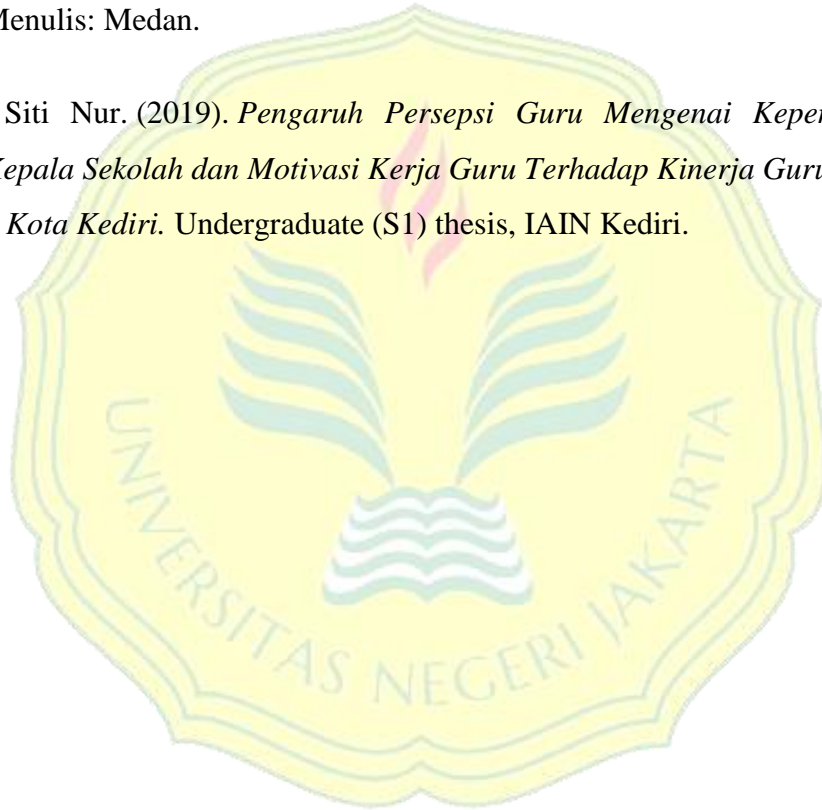 Menulis: Medan.
Siti Nur. (2019). Pengaruh Persepsi Guru Mengenai
Kepala Sekolah dan Motivasi Kerja Guru Terhadap Kinerja Guru
Kota Kediri. Undergraduate (S1) thesis, IAIN Kediri.
UNIVERSITAS NEGERI JAKARTA